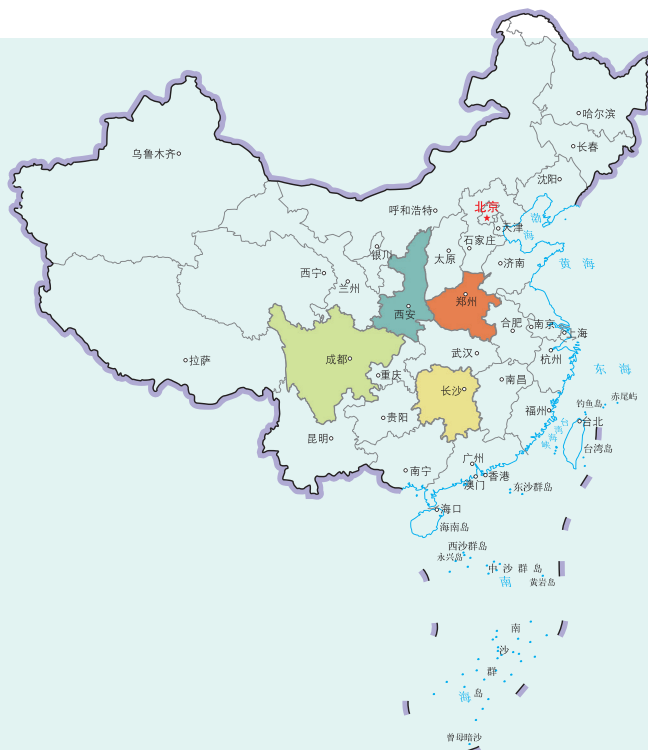 哈尔滨
长春
乌鲁木齐
沈阳
呼和浩特
北京
渤
海
天津
石家庄
银川
太原
济南
黄 海
西宁
兰州
郑州
西安
合肥
南京
上海
武汉
杭州
成都
拉萨
重庆
长沙
南昌
东 海
钓鱼岛
赤尾屿
贵阳
福州
台北
台
湾
海
峡
昆明
台湾岛
广州
南宁
香港
澳门
东沙群岛
海口
海南岛
西沙群岛
永兴岛
中沙群岛
南
黄岩岛
南
沙
群
海
岛
曾母暗沙